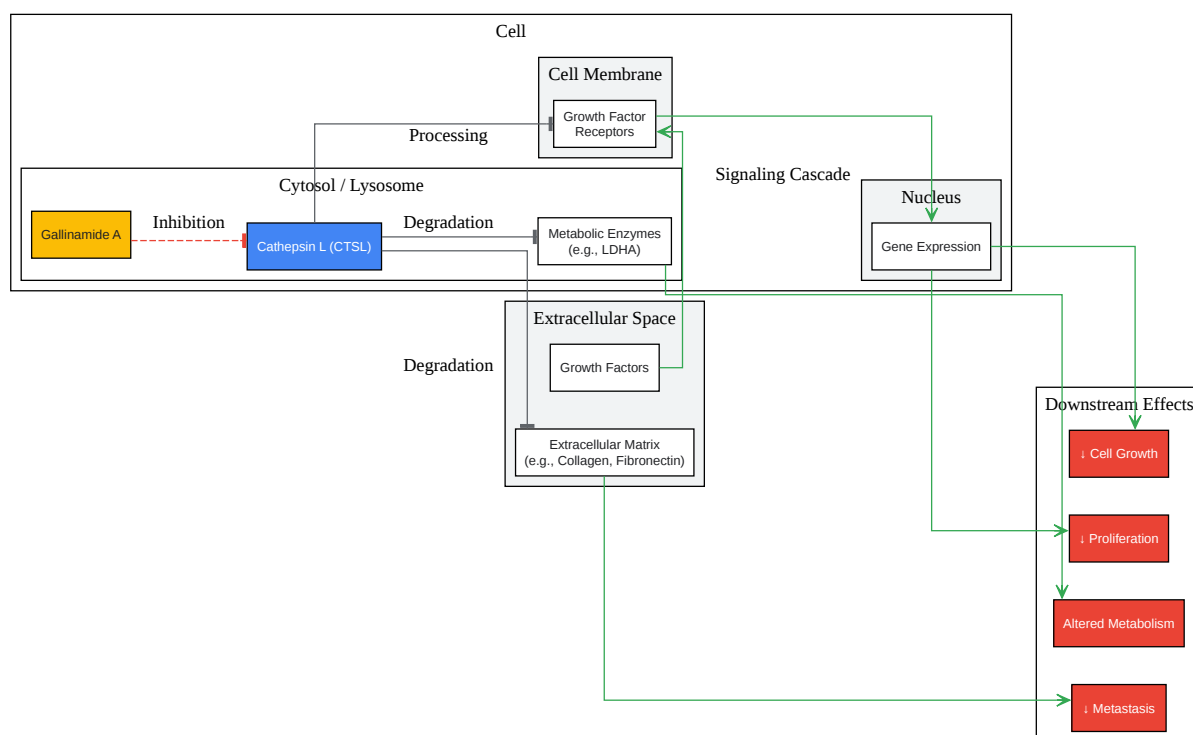 Cell
Cell Membrane
Growth Factor
Receptors
Processing
Signaling Cascade
Cytosol / Lysosome
Nucleus
Gallinamide A
Inhibition
Cathepsin L (CTSL)
Degradation
Metabolic Enzymes
(e.g., LDHA)
Gene Expression
Extracellular Space
Degradation
Growth Factors
Extracellular Matrix
(e.g., Collagen, Fibronectin)
Downstream Effects
↓ Cell Growth
↓ Proliferation
Altered Metabolism
↓ Metastasis